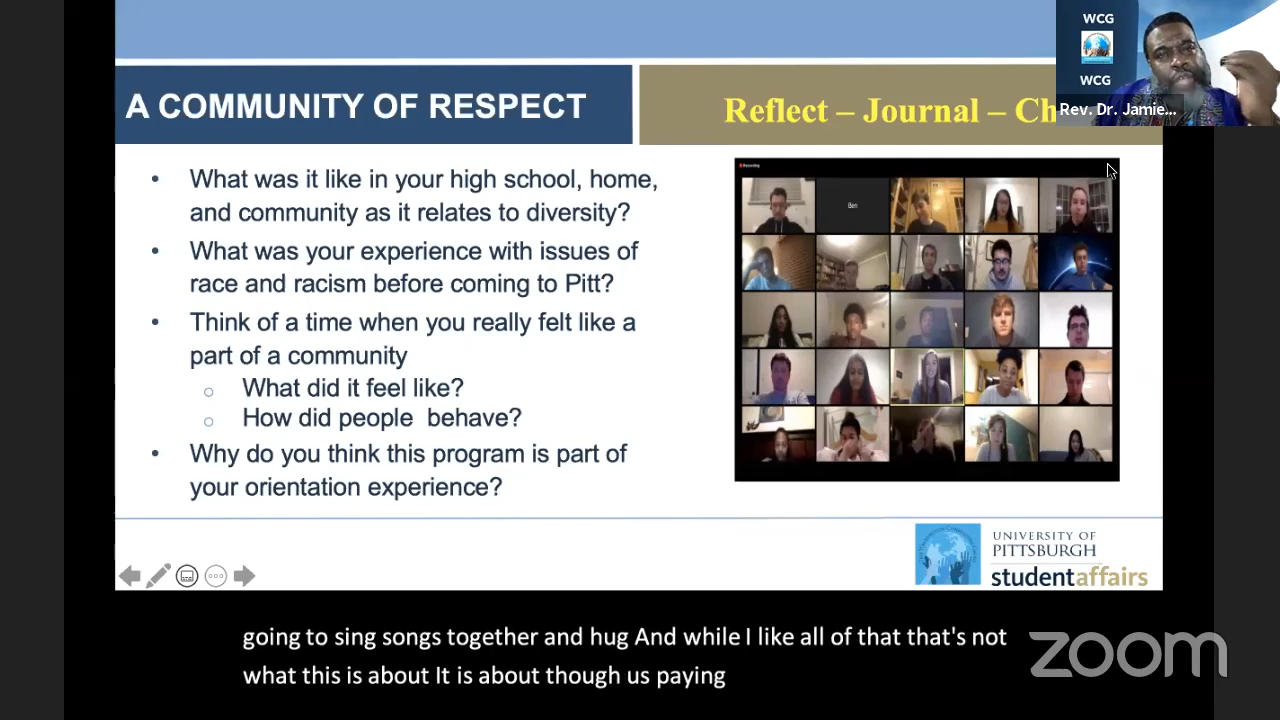 WCG
WCG
Rev. Dr. Jamie...
A COMMUNITY OF RESPECT
Reflect – Journal – Ch
• What was it like in your high school, home,
and community as it relates to diversity?
• What was your experience with issues of
race and racism before coming to Pitt?
• Think of a time when you really felt like a
part of a community
○ What did it feel like?
○ How did people behave?
• Why do you think this program is part of
your orientation experience?
Recording
Ben
UNIVERSITY OF
PITTSBURGH
studentaffairs
going to sing songs together and hug And while I like all of that that's not
what this is about It is about though us paying
zoom